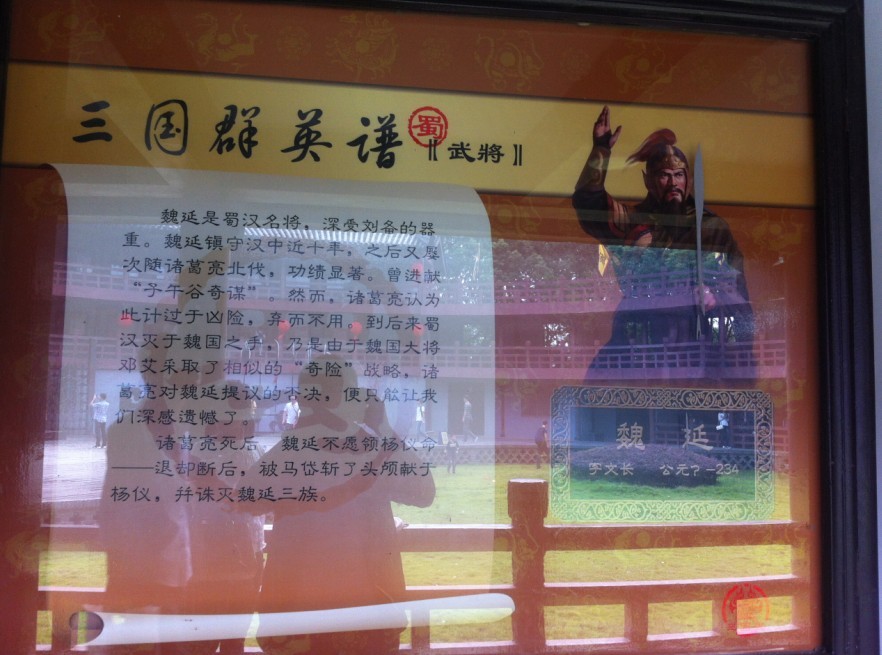 三国群英谱
蜀
武將
魏延是蜀汉名将，深受刘备的器
重。魏延镇守汉中近十年，之后又屡
次随诸葛亮北伐，功绩显著。曾进献
“子午谷奇谋”。然而，诸葛亮认为
此计过于凶险，弃而不用。到后来蜀
汉灭于魏国之手，乃是由于魏国大将
邓艾采取了相似的“奇险”战略，诸
葛亮对魏延提议的否决，便只能让我
们深感遗憾了。
诸葛亮死后，魏延不愿领杨仪命
——退却断后，被马岱斩了头颅献于
杨仪，并诛灭魏延三族。
魏 延
字文长 公元？-234